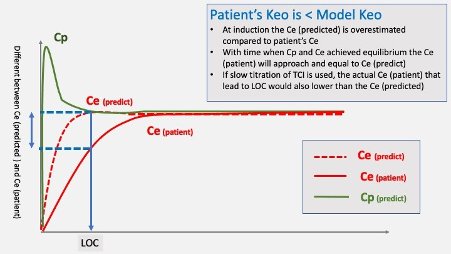 Patient's Keo is < Model Keo
• At induction the Ce (predicted) is overestimated
compared to patient's Ce
• With time when Cp and Ce achieved equilibrium the Ce
(patient) will approach and equal to Ce (predict)
• If slow titration of TCI is used, the actual Ce (patient) that
lead to LOC would also lower than the Ce (predicted)
Cp
Ce (predict)
Ce (patient)
Different between Ce (predicted) and Ce (patient)
Ce (predict)
Ce (patient)
Cp (predict)
LOC